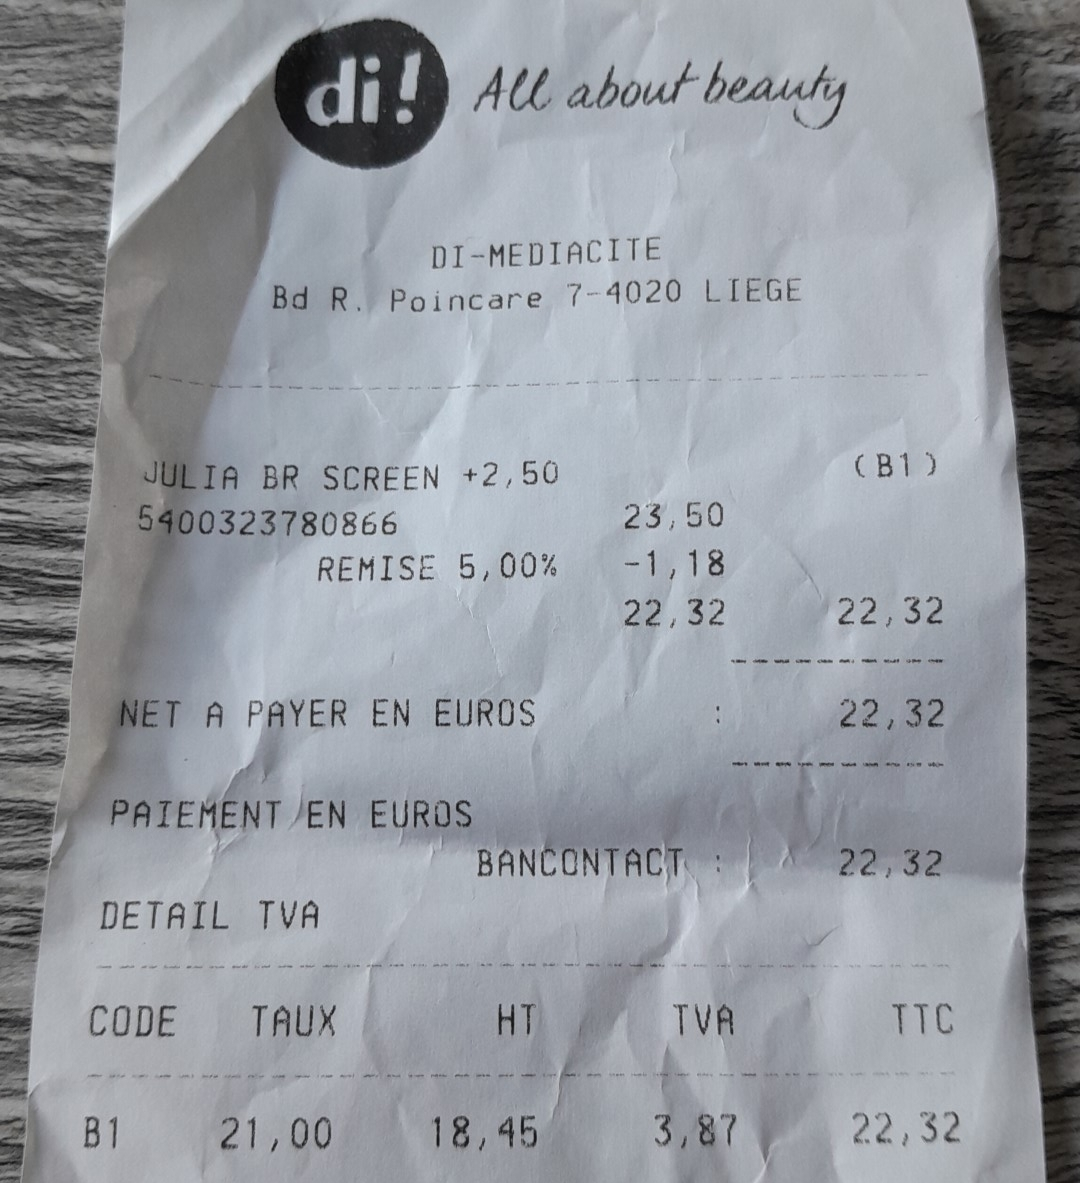 di! All about beauty
DI-MEDIACITE
Bd R. Poincare 7-4020 LIEGE
JULIA BR SCREEN +2,50 (B1)
5400323780866 23,50
REMISE 5,00% -1,18
22,32 22,32
NET A PAYER EN EUROS : 22,32
PAIEMENT EN EUROS
BANCONTACT : 22,32
DETAIL TVA
CODE TAUX HT TVA TTC
B1 21,00 18,45 3,87 22,32